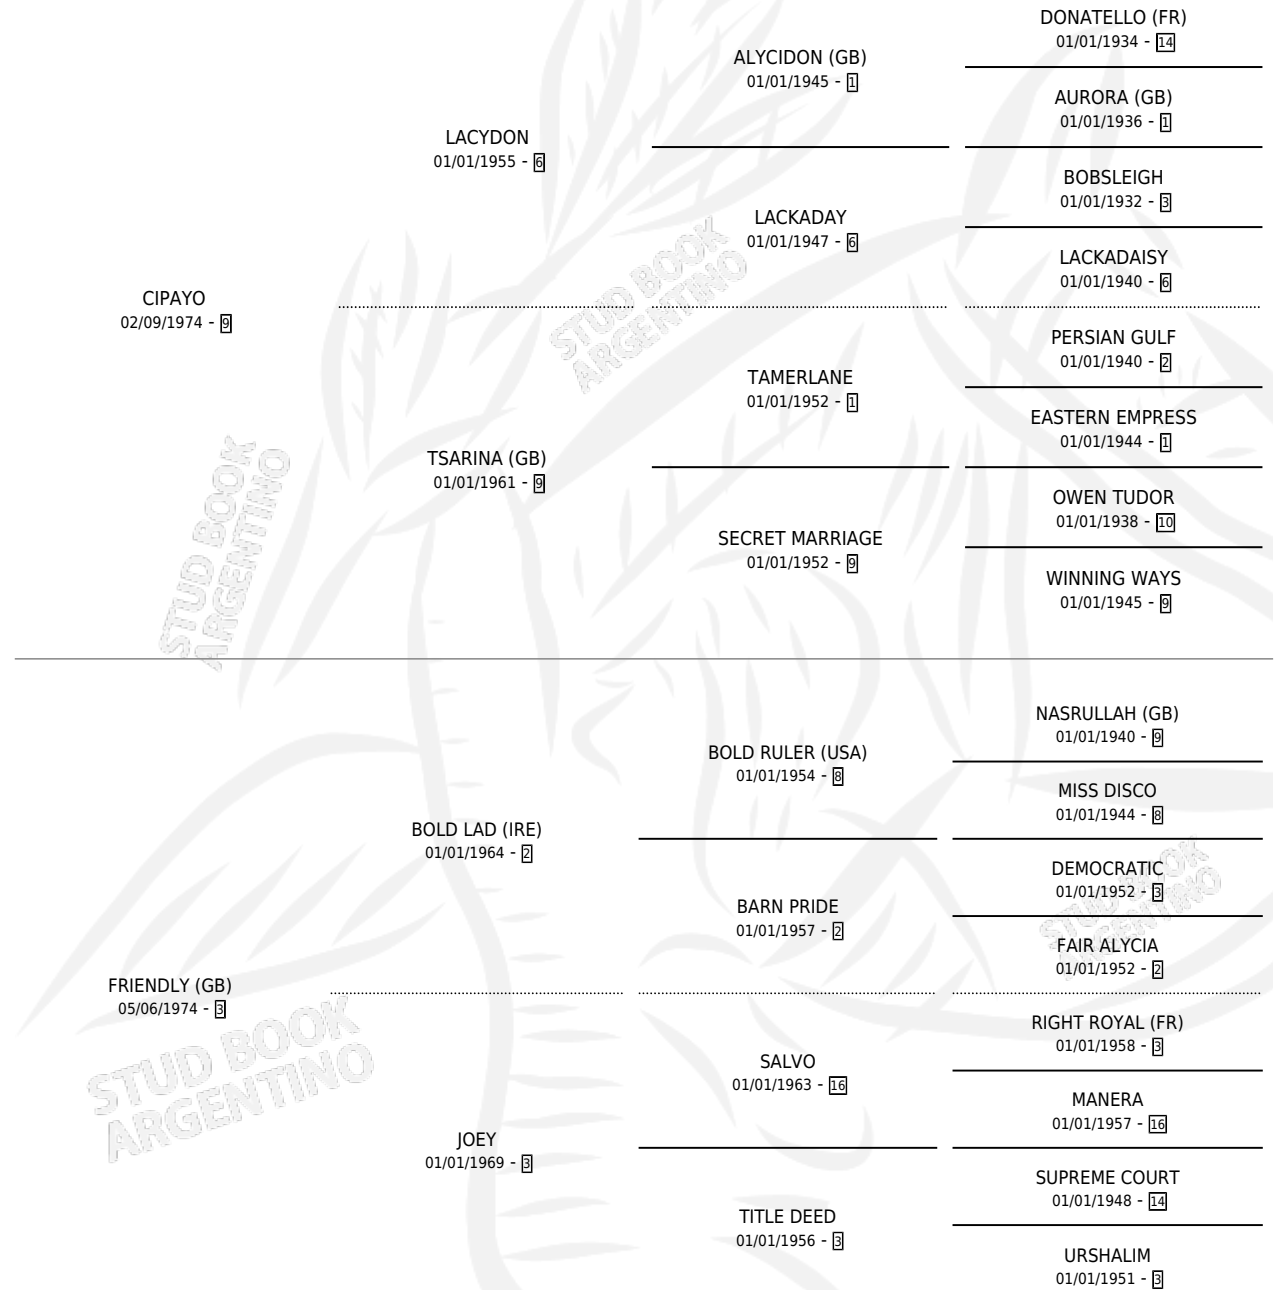 DONATELLO (FR)
01/01/1934 - 14
ALYCIDON (GB)
01/01/1945 - 1
AURORA (GB)
01/01/1936 - 1
LACYDON
01/01/1955 - 6
BOBSLEIGH
01/01/1932 - 3
LACKADAY
01/01/1947 - 6
LACKADAISY
01/01/1940 - 6
CIPAYO
02/09/1974 - 9
STUD BOOK
ARGENTINO
PERSIAN GULF
01/01/1940 - 2
TAMERLANE
01/01/1952 - 1
EASTERN EMPRESS
01/01/1944 - 1
TSARINA (GB)
01/01/1961 - 9
OWEN TUDOR
01/01/1938 - 10
SECRET MARRIAGE
01/01/1952 - 9
WINNING WAYS
01/01/1945 - 9
STUD BOOK
ARGENTINO
NASRULLAH (GB)
01/01/1940 - 9
BOLD RULER (USA)
01/01/1954 - 8
MISS DISCO
01/01/1944 - 8
BOLD LAD (IRE)
01/01/1964 - 2
DEMOCRATIC
01/01/1952 - 3
BARN PRIDE
01/01/1957 - 2
STUD BOOK
ARGENTINO
FAIR ALYCIA
01/01/1952 - 2
FRIENDLY (GB)
05/06/1974 - 3
RIGHT ROYAL (FR)
01/01/1958 - 3
SALVO
01/01/1963 - 16
STUD BOOK
ARGENTINO
MANERA
01/01/1957 - 16
JOEY
01/01/1969 - 3
SUPREME COURT
01/01/1948 - 14
TITLE DEED
01/01/1956 - 3
URSHALIM
01/01/1951 - 3